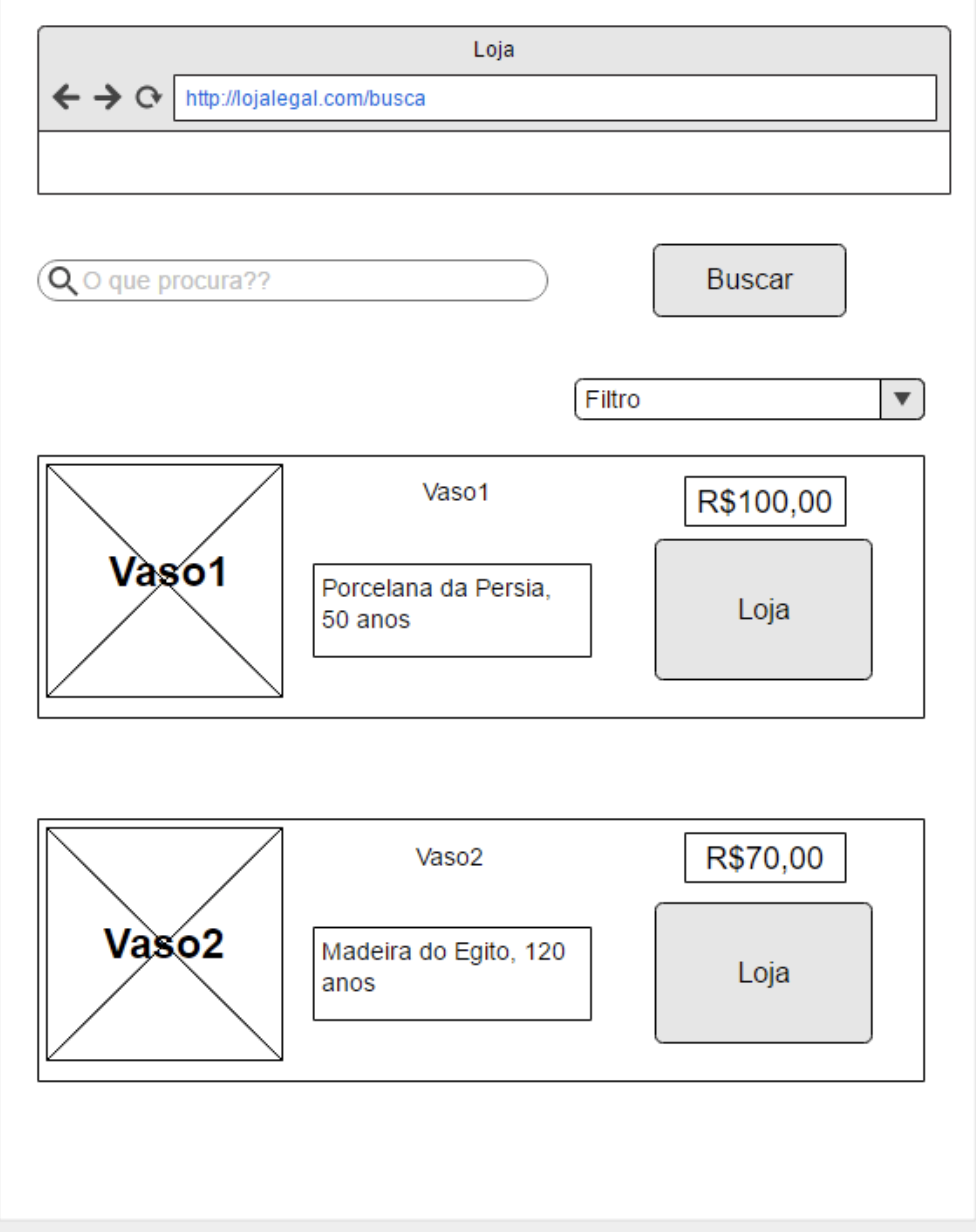 Loja
http://lojalegal.com/busca
O que procura??
Buscar
Filtro
Vaso1
Vaso1
R$100,00
Porcelana da Persia,
50 anos
Loja
Vaso2
Vaso2
R$70,00
Madeira do Egito, 120
anos
Loja